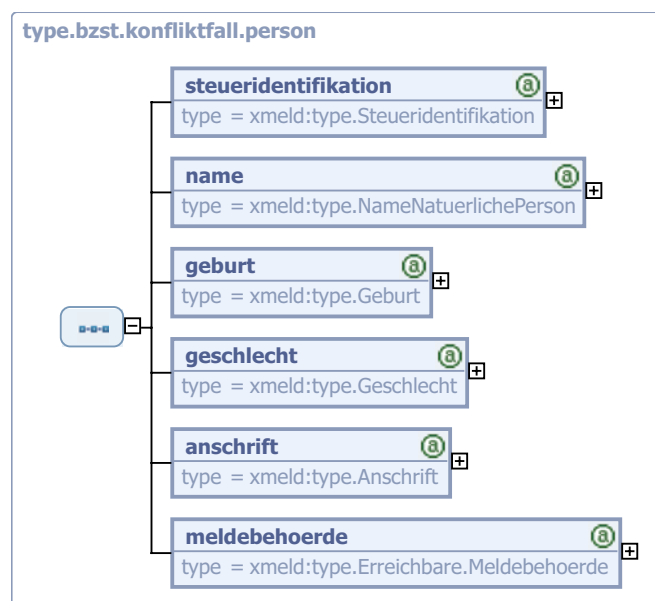 type.bzst.konfliktfall.person
steueridentifikation
type = xmeld:type.Steueridentifikation
name
type = xmeld:type.NameNatuerlichePerson
geburt
type = xmeld:type.Geburt
geschlecht
type = xmeld:type.Geschlecht
anschrift
type = xmeld:type.Anschrift
meldebehoerde
type = xmeld:type.Erreichbare.Meldebehoerde